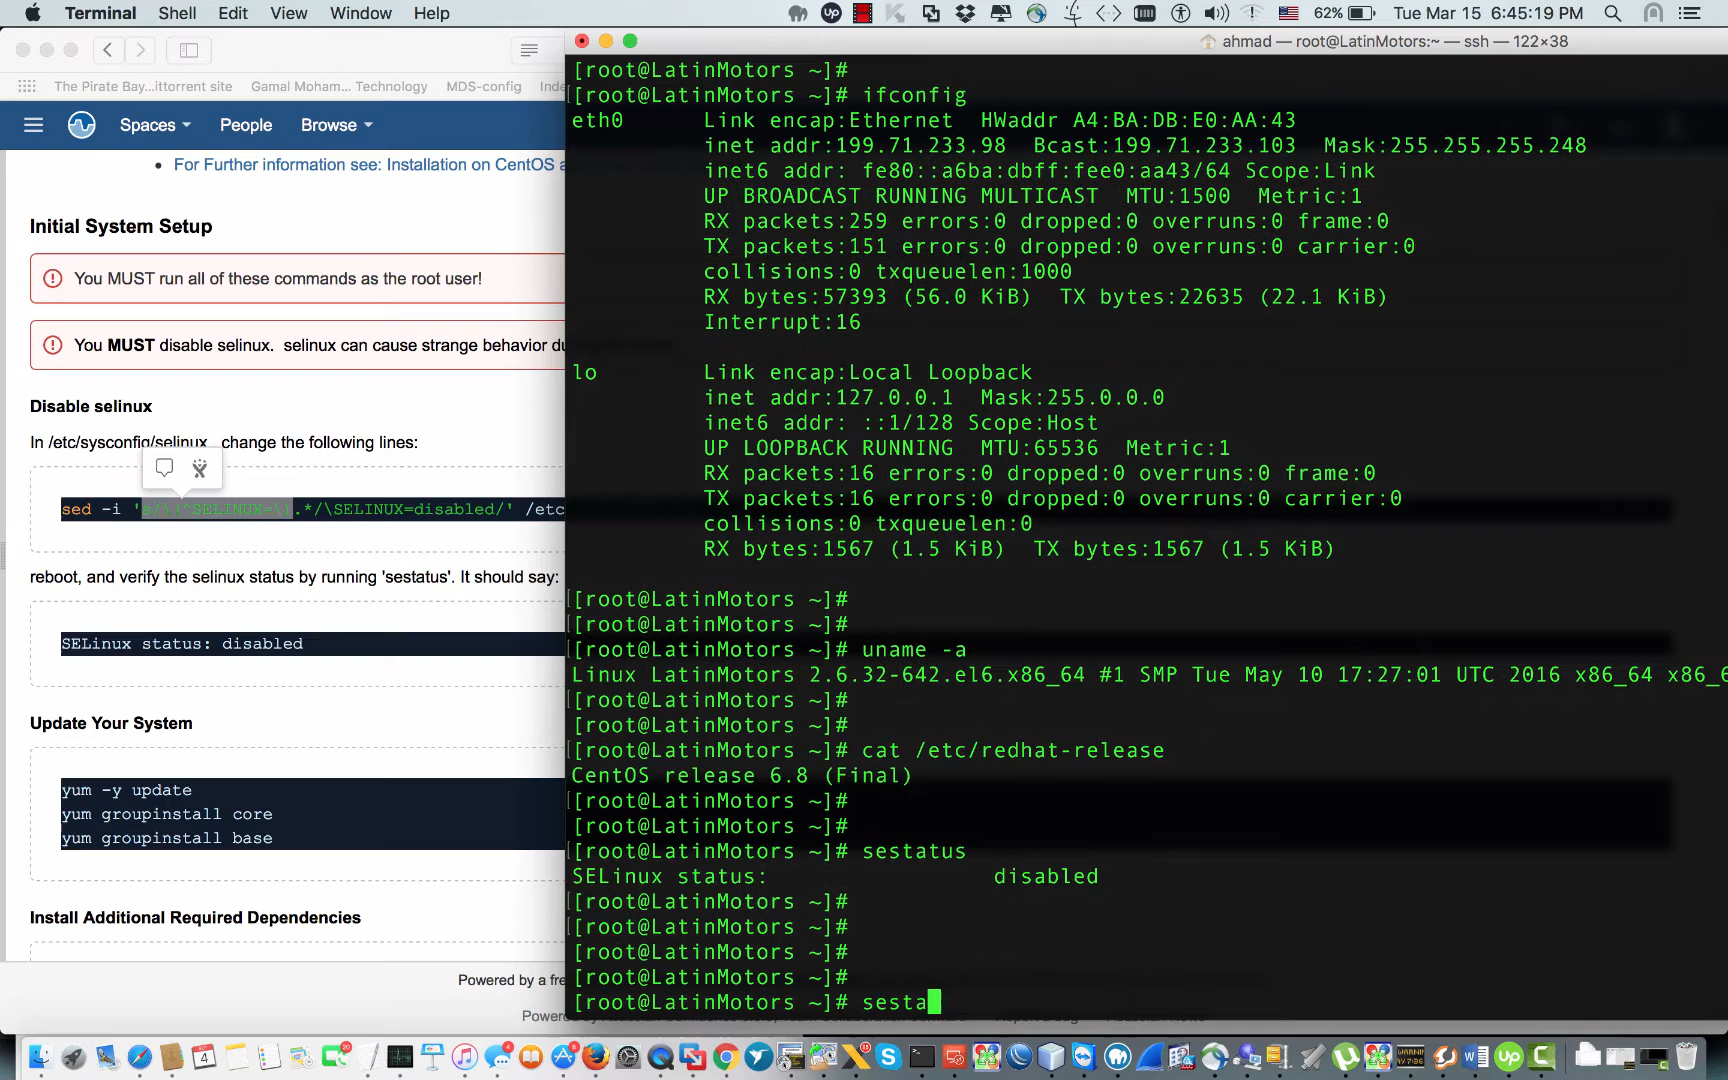 Terminal Shell Edit View Window Help
62% Tue Mar 15 6:45:19 PM
The Pirate Bay...ittorrent site Gamal Moham... Technology MDS-config
Spaces People Browse
For Further information see: Installation on CentOS
Initial System Setup
You MUST run all of these commands as the root user!
You MUST disable selinux. selinux can cause strange behavior
Disable selinux
In /etc/sysconfig/selinux, change the following lines:
sed -i 's/\(^SELINUX=\).*/\SELINUX=disabled/' /etc
reboot, and verify the selinux status by running 'sestatus'. It should say:
SELinux status: disabled
Update Your System
yum -y update
yum groupinstall core
yum groupinstall base
Install Additional Required Dependencies
Powered by a fre
ahmad — root@LatinMotors:~ — ssh — 122×38
[root@LatinMotors ~]#
[root@LatinMotors ~]# ifconfig
eth0 Link encap:Ethernet HWaddr A4:BA:DB:E0:AA:43
inet addr:199.71.233.98 Bcast:199.71.233.103 Mask:255.255.255.248
inet6 addr: fe80::a6ba:dbff:fee0:aa43/64 Scope:Link
UP BROADCAST RUNNING MULTICAST MTU:1500 Metric:1
RX packets:259 errors:0 dropped:0 overruns:0 frame:0
TX packets:151 errors:0 dropped:0 overruns:0 carrier:0
collisions:0 txqueuelen:1000
RX bytes:57393 (56.0 KiB) TX bytes:22635 (22.1 KiB)
Interrupt:16
lo Link encap:Local Loopback
inet addr:127.0.0.1 Mask:255.0.0.0
inet6 addr: ::1/128 Scope:Host
UP LOOPBACK RUNNING MTU:65536 Metric:1
RX packets:16 errors:0 dropped:0 overruns:0 frame:0
TX packets:16 errors:0 dropped:0 overruns:0 carrier:0
collisions:0 txqueuelen:0
RX bytes:1567 (1.5 KiB) TX bytes:1567 (1.5 KiB)
[root@LatinMotors ~]#
[root@LatinMotors ~]#
[root@LatinMotors ~]# uname -a
Linux LatinMotors 2.6.32-642.el6.x86_64 #1 SMP Tue May 10 17:27:01 UTC 2016 x86_64 x86_6
[root@LatinMotors ~]#
[root@LatinMotors ~]#
[root@LatinMotors ~]# cat /etc/redhat-release
CentOS release 6.8 (Final)
[root@LatinMotors ~]#
[root@LatinMotors ~]#
[root@LatinMotors ~]# sestatus
SELinux status: disabled
[root@LatinMotors ~]#
[root@LatinMotors ~]#
[root@LatinMotors ~]#
[root@LatinMotors ~]#
[root@LatinMotors ~]# sesta